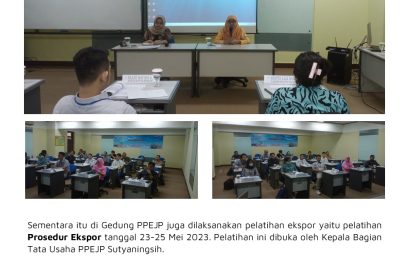 Sementara itu di Gedung PPEJP juga dilaksanakan pelatihan ekspor yaitu pelatihan
Prosedur Ekspor tanggal 23-25 Mei 2023. Pelatihan ini dibuka oleh Kepala Bagian
Tata Usaha PPEJP Sutyaningsih.